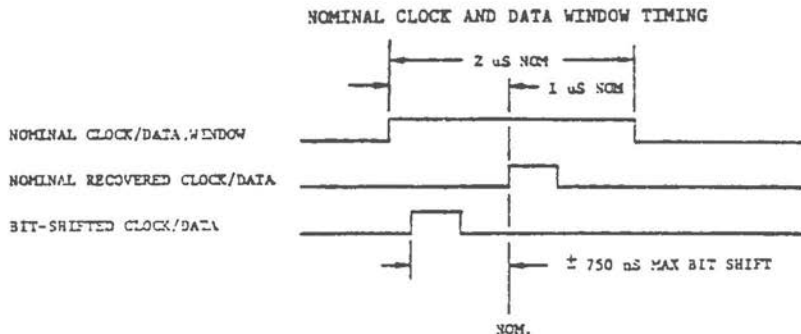 NOMINAL CLOCK AND DATA WINDOW TIMING
2 uS NOM
1 uS NOM
NOMINAL CLOCK/DATA.WINDOW
NOMINAL RECOVERED CLOCK/DATA
BIT-SHIFTED CLOCK/DATA
± 750 nS MAX BIT SHIFT
NOM.